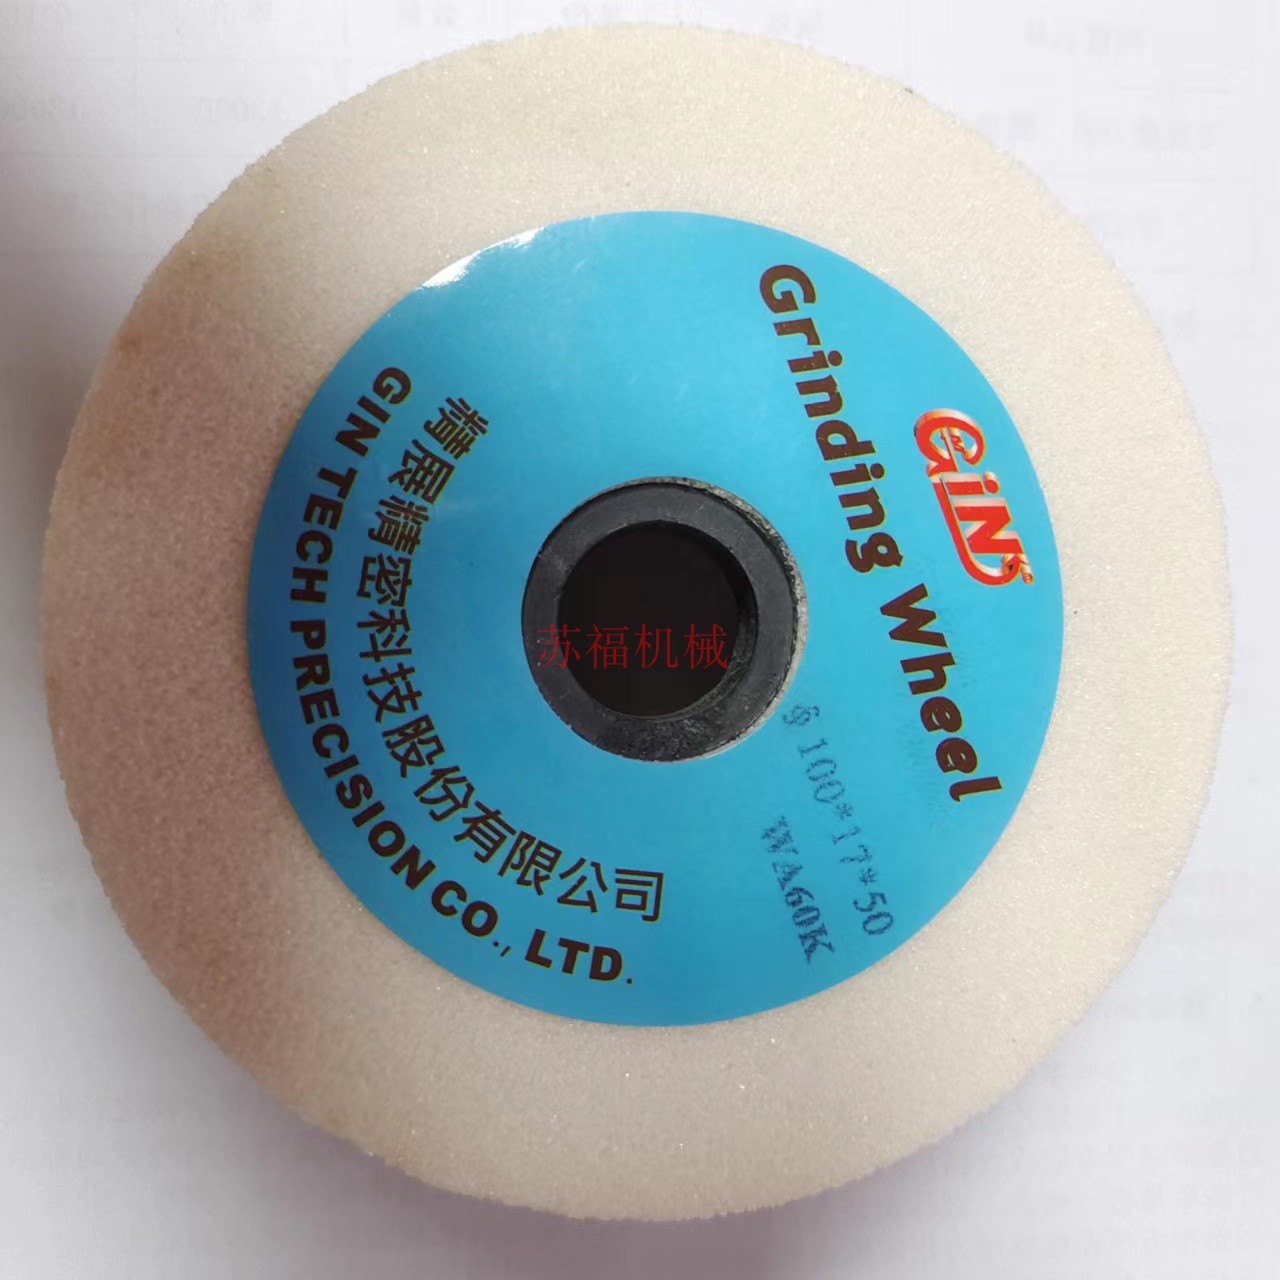 GiN
Grinding Wheel
∮100*17*50
WA60K
苏福机械
精展精密科技股份有限公司
GIN TECH PRECISION CO., LTD.